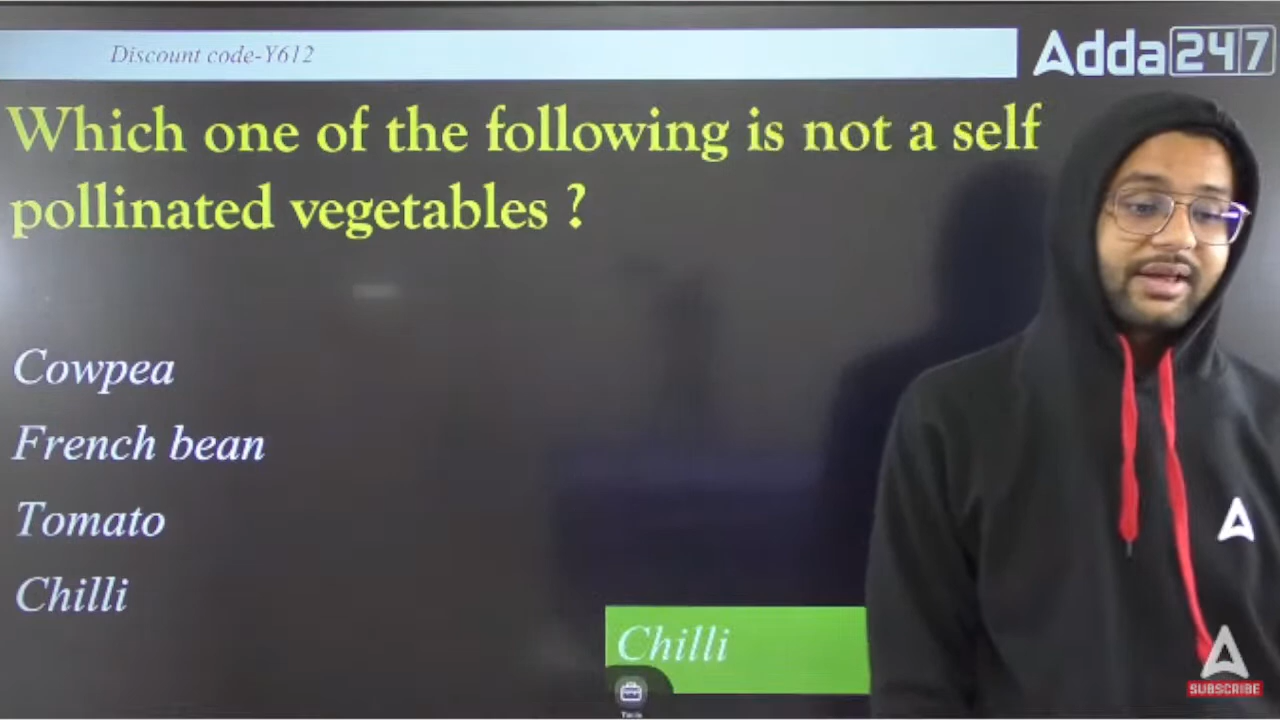 Discount code-Y612
Adda247
Which one of the following is not a self
pollinated vegetables ?
Cowpea
French bean
Tomato
Chilli
Chilli
Tools
SUBSCRIBE